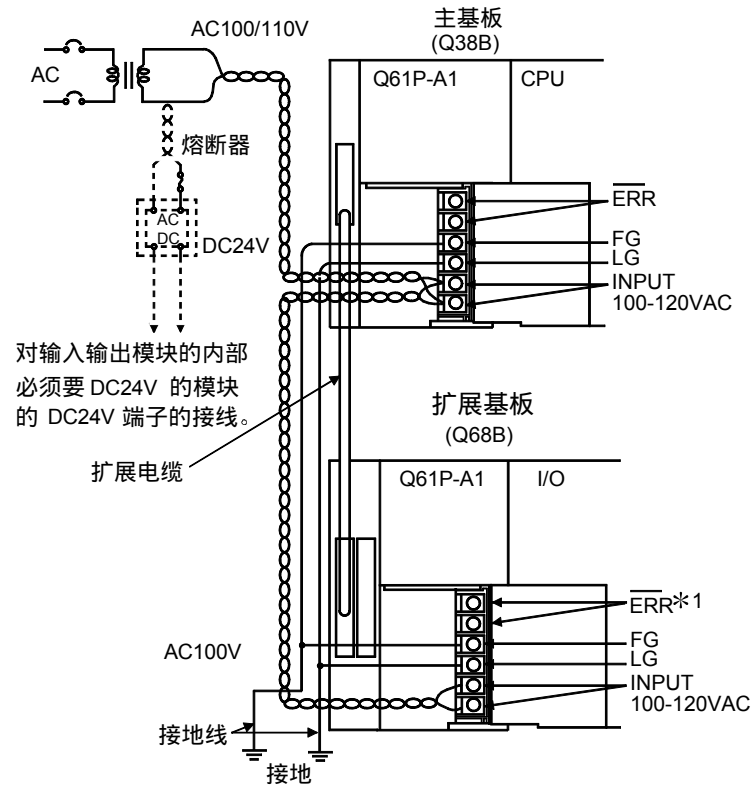 AC100/110V
主基板
(Q38B)
AC
Q61P-A1
CPU
熔断器
AC
DC
DC24V
ERR
FG
LG
INPUT
100-120VAC
对输入输出模块的内部
必须要 DC24V 的模块
的 DC24V 端子的接线。
扩展电缆
扩展基板
(Q68B)
Q61P-A1
I/O
AC100V
ERR*1
FG
LG
INPUT
100-120VAC
接地线
接地